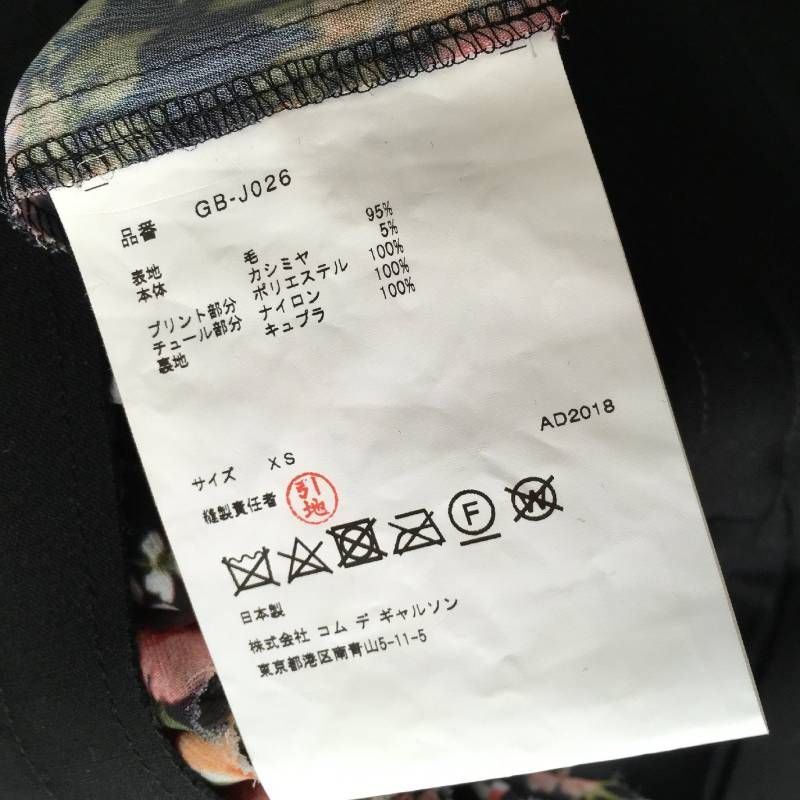 品番 GB-J026
表地
本体 毛 95%
カシミヤ 5%
プリント部分 ポリエステル 100%
チュール部分 ナイロン 100%
裏地 キュプラ 100%
AD2018
サイズ XS
縫製責任者 引地
F W
日本製
株式会社 コム デ ギャルソン
東京都港区南青山5-11-5